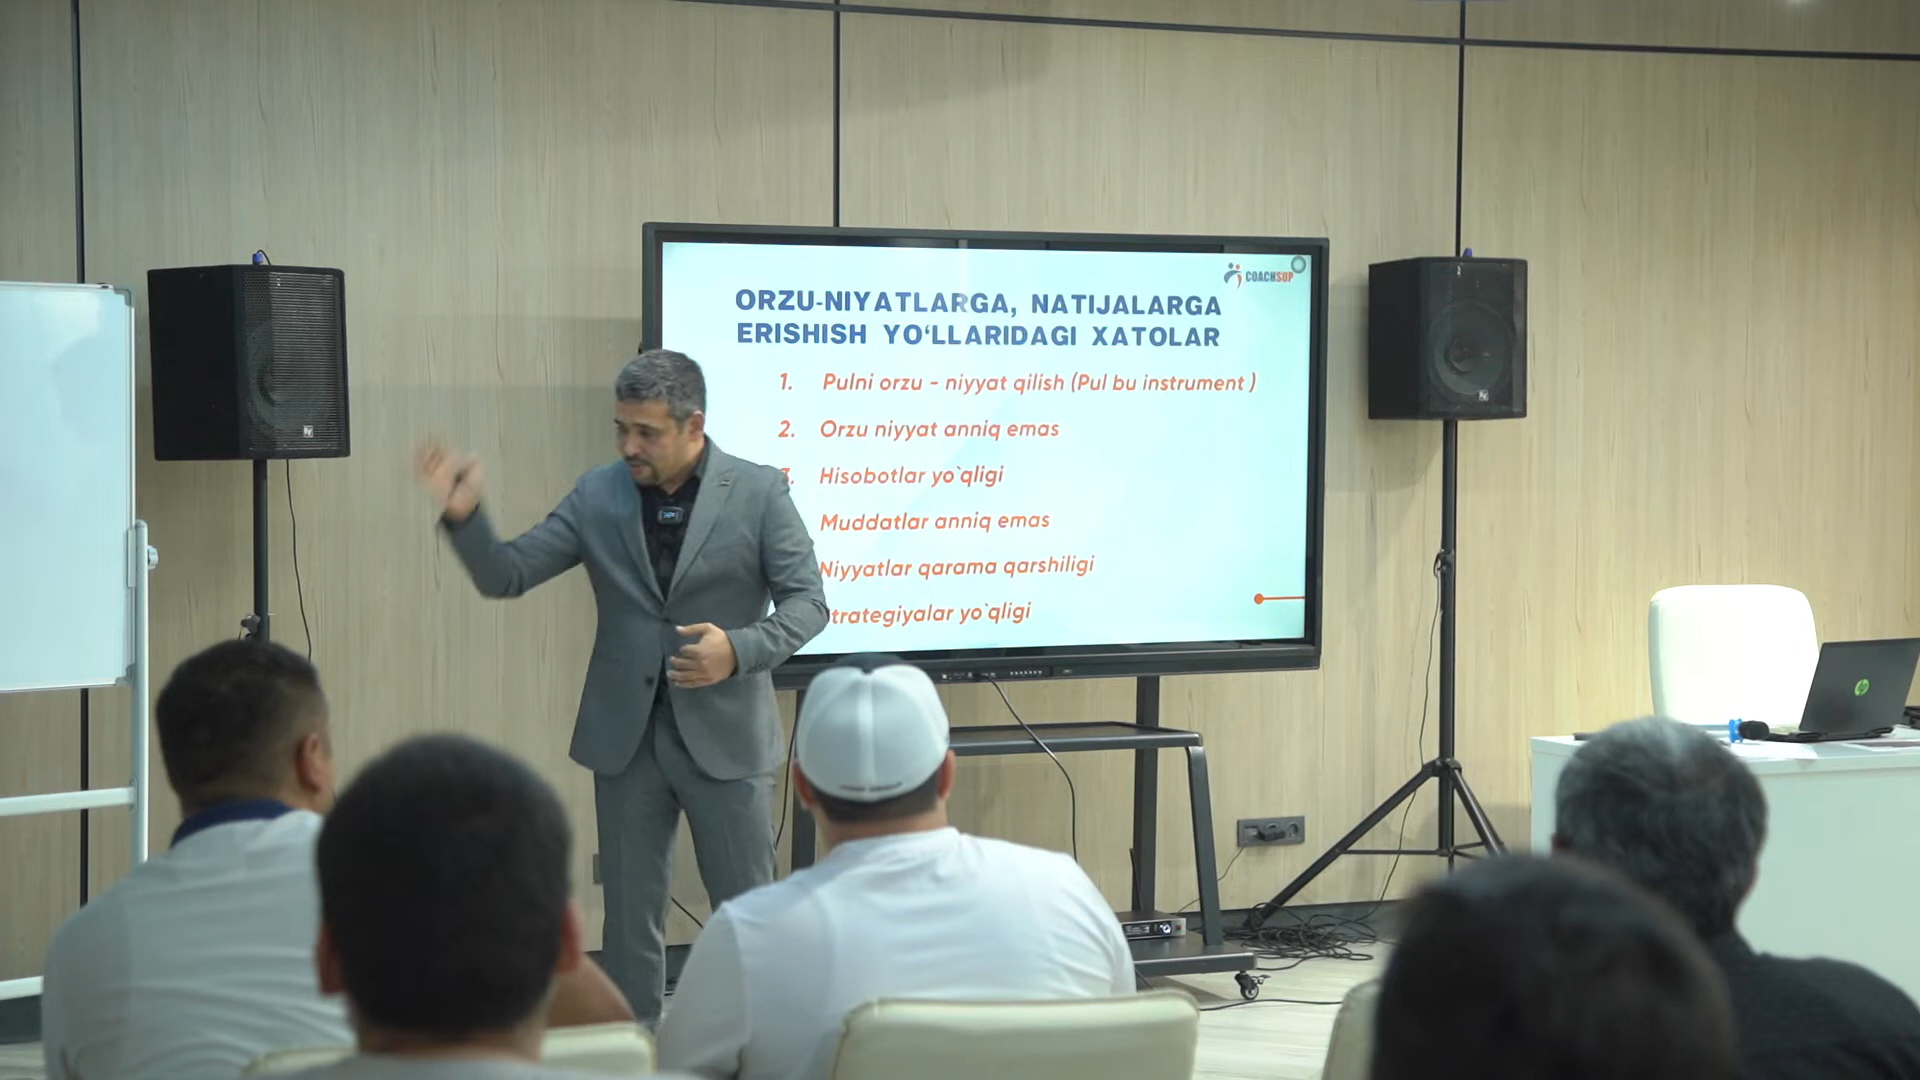 COACHSUP
ORZU-NIYATLARGA, NATIJALARGA
ERISHISH YO‘LLARIDAGI XATOLAR
1. Pulni orzu - niyyat qilish (Pul bu instrument )
2. Orzu niyyat anniq emas
3. Hisobotlar yo`qligi
Muddatlar anniq emas
Niyyatlar qarama qarshiligi
trategiyalar yo`qligi